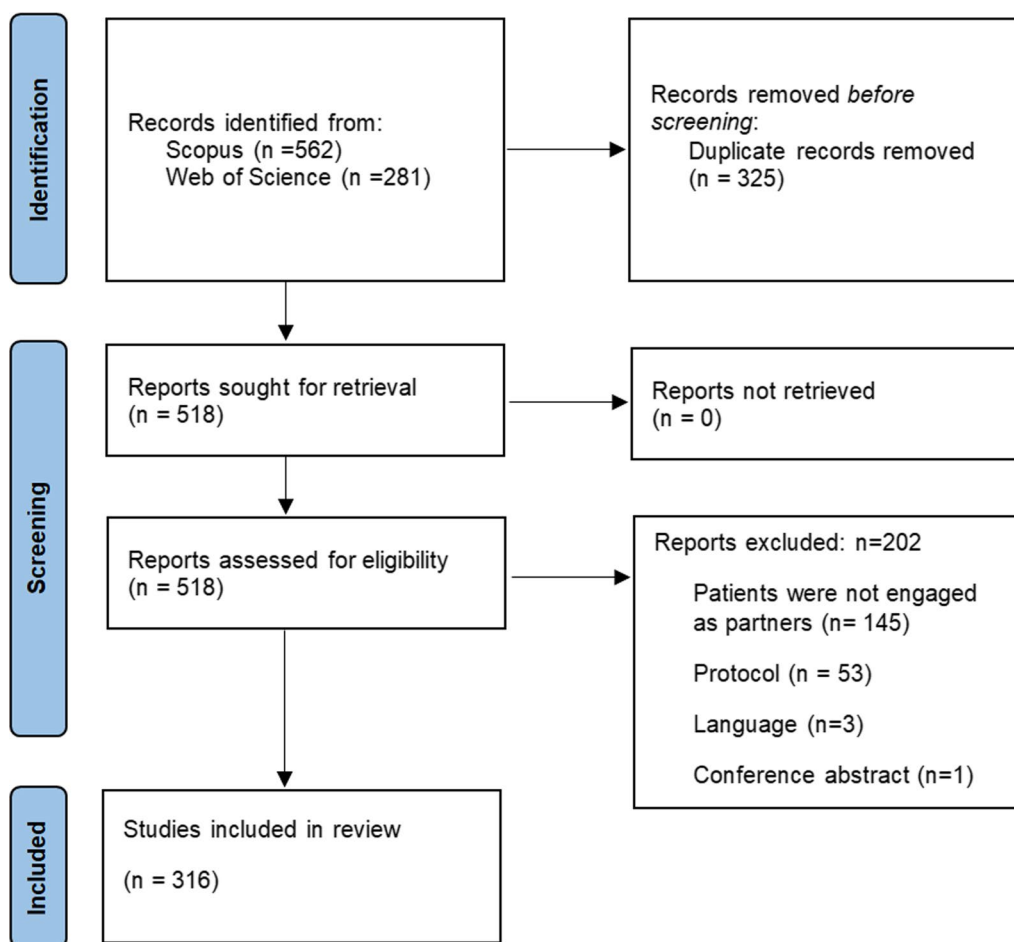 Identification
Records identified from:
Scopus (n =562)
Web of Science (n =281)
Records removed before
screening:
Duplicate records removed
(n = 325)
Screening
Reports sought for retrieval
(n = 518)
Reports not retrieved
(n = 0)
Reports assessed for eligibility
(n = 518)
Reports excluded: n=202
Patients were not engaged
as partners (n= 145)
Protocol (n = 53)
Language (n=3)
Conference abstract (n=1)
Included
Studies included in review
(n = 316)